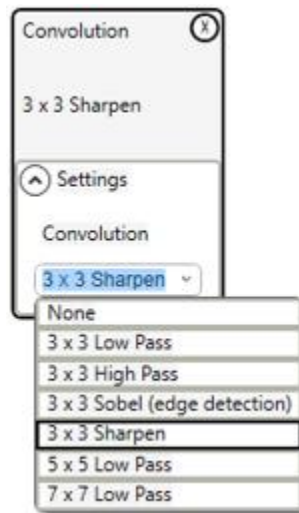 Convolution
3 x 3 Sharpen
Settings
Convolution
3 x 3 Sharpen
None
3 x 3 Low Pass
3 x 3 High Pass
3 x 3 Sobel (edge detection)
3 x 3 Sharpen
5 x 5 Low Pass
7 x 7 Low Pass